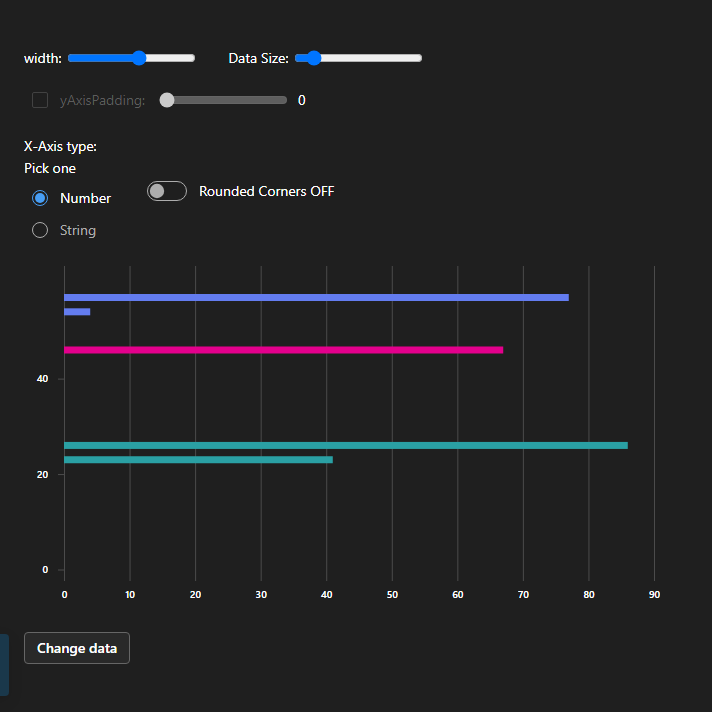 width: Data Size:
yAxisPadding: 0
X-Axis type:
Pick one
Number
Rounded Corners OFF
String
40
20
0
0 10 20 30 40 50 60 70 80 90
Change data